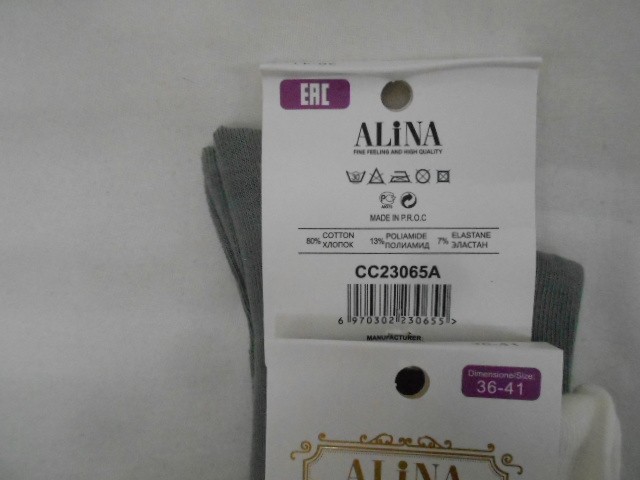 EAC
ALiNA
FINE FEELING AND HIGH QUALITY
MADE IN P.R.O.C
80% COTTON ХЛОПОК 13% POLIAMIDE ПОЛИАМИД 7% ELASTANE ЭЛАСТАН
CC23065A
6 970302 230655 >
MANUFACTURER
Dimensione/Size:
36-41
ALiNA